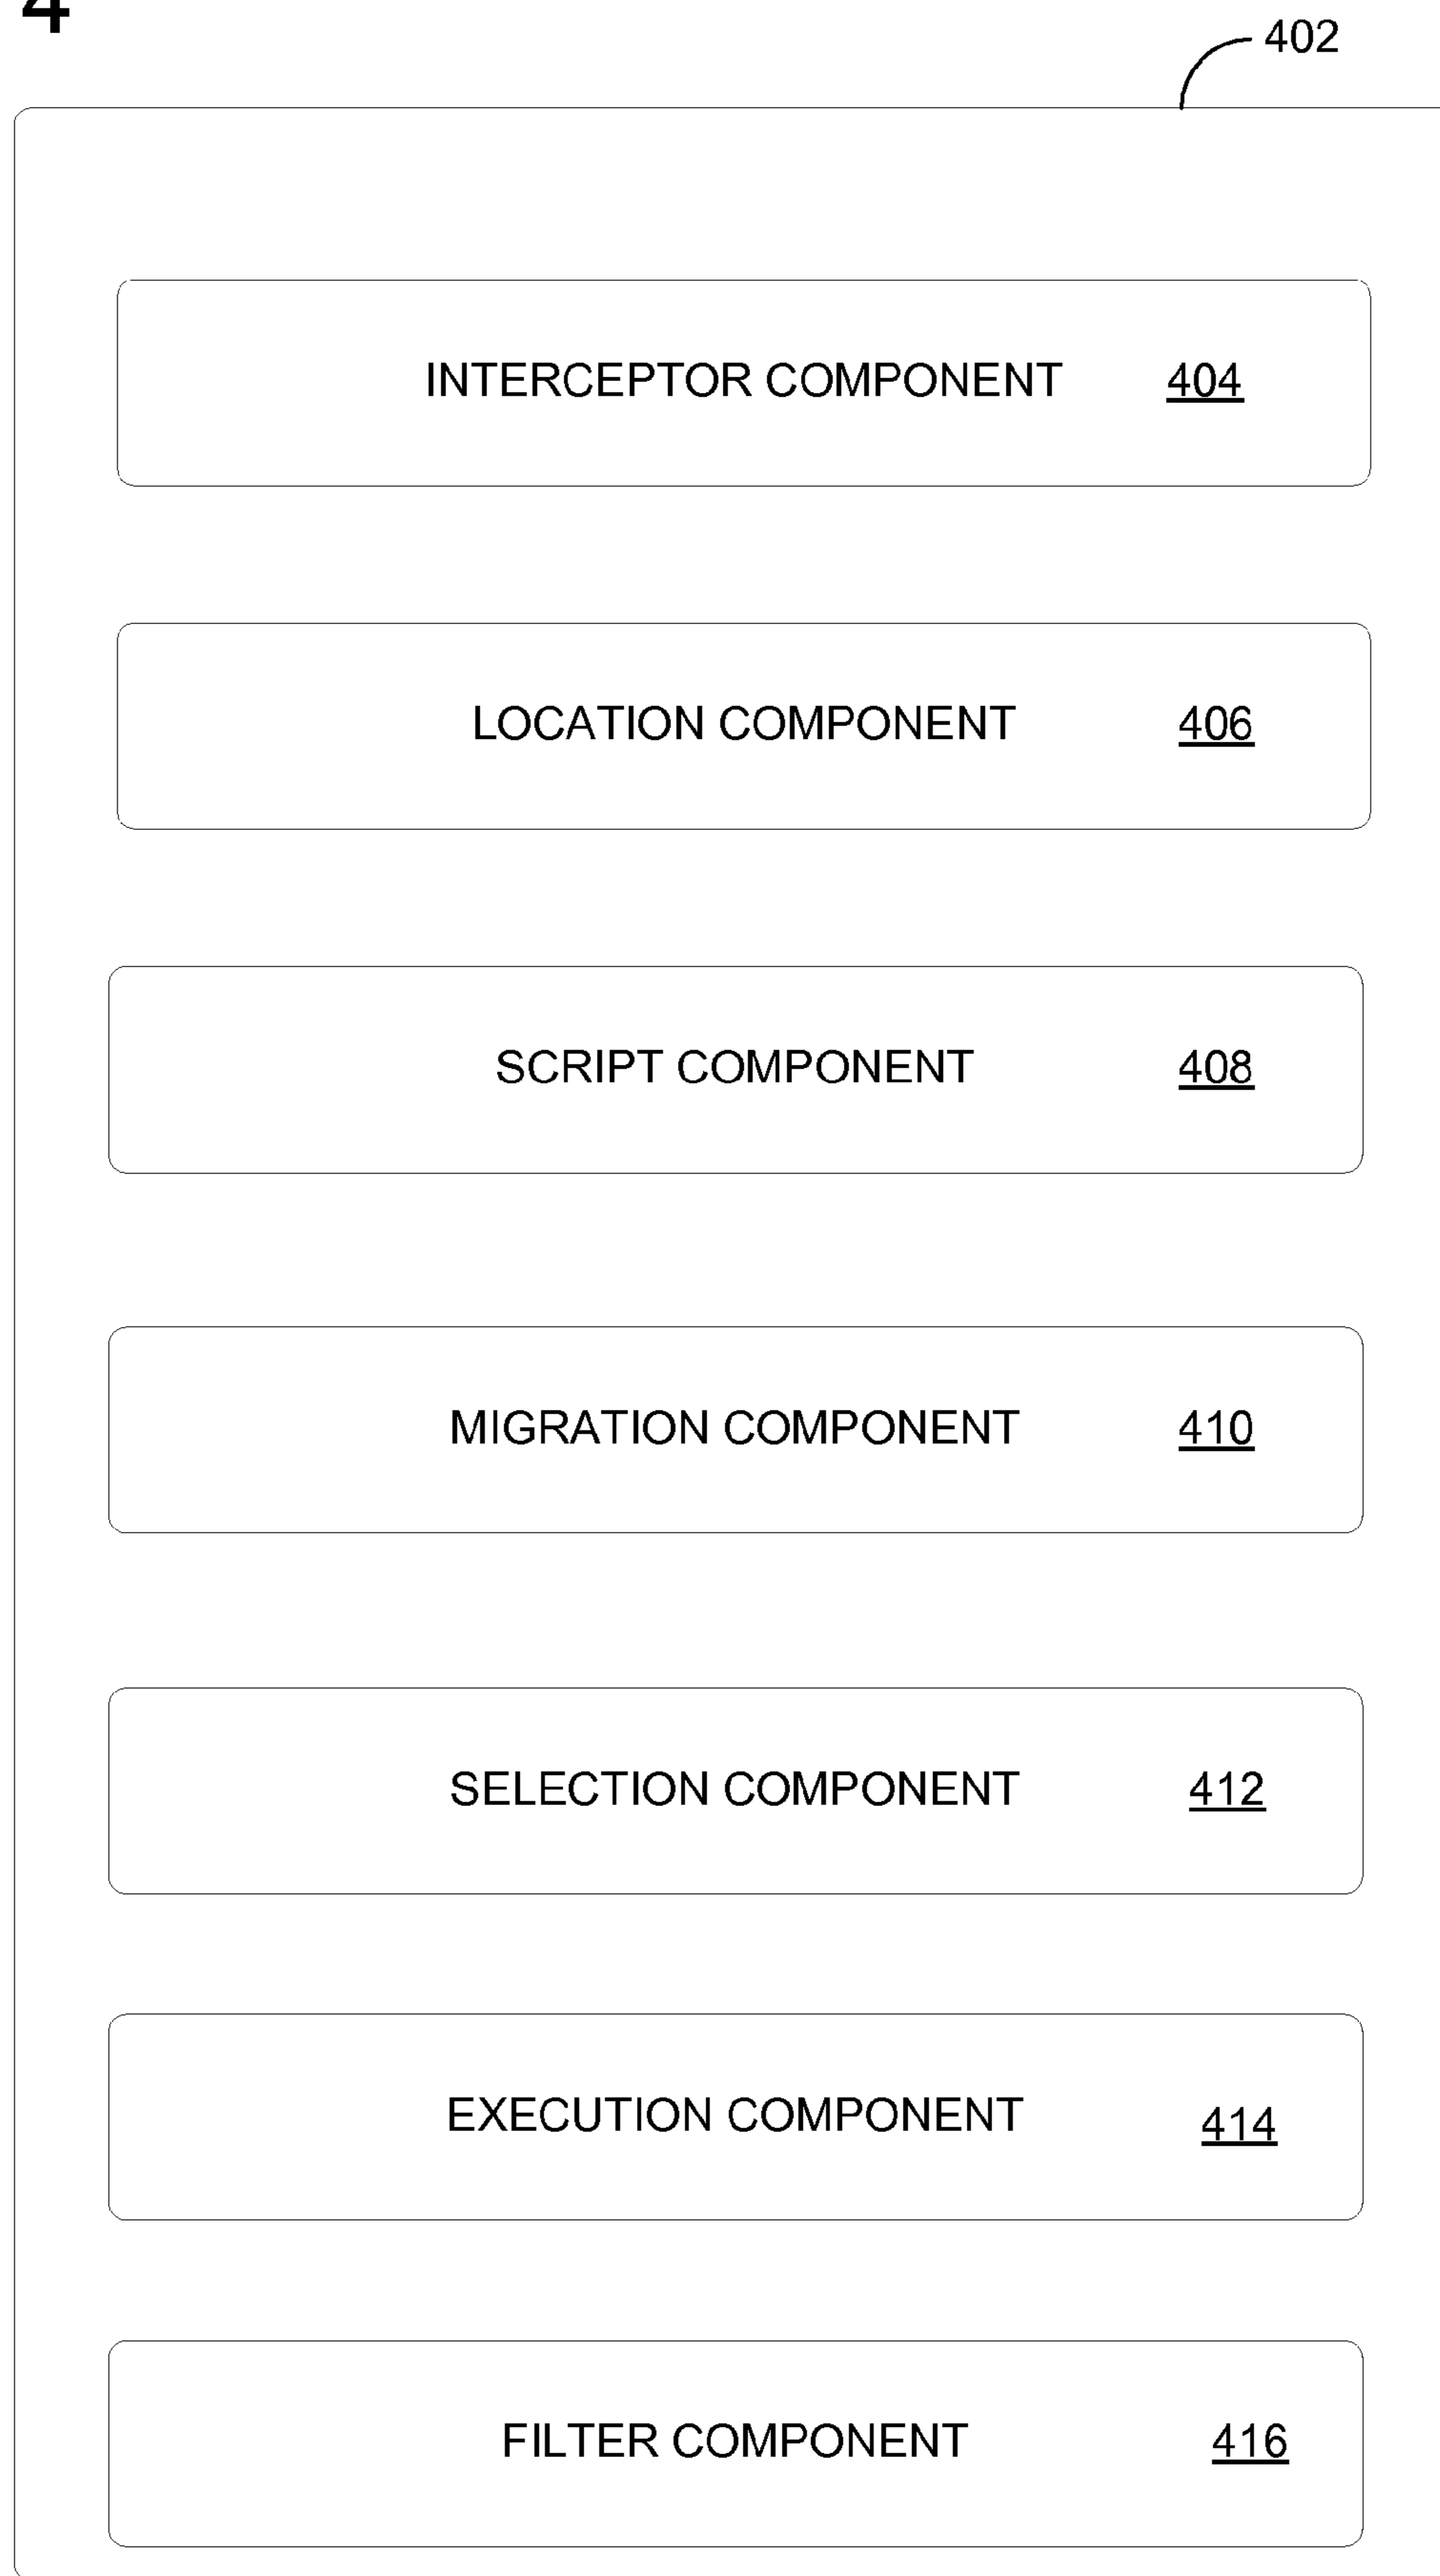 4
402
INTERCEPTOR COMPONENT 404
LOCATION COMPONENT 406
SCRIPT COMPONENT 408
MIGRATION COMPONENT 410
SELECTION COMPONENT 412
EXECUTION COMPONENT 414
FILTER COMPONENT 416